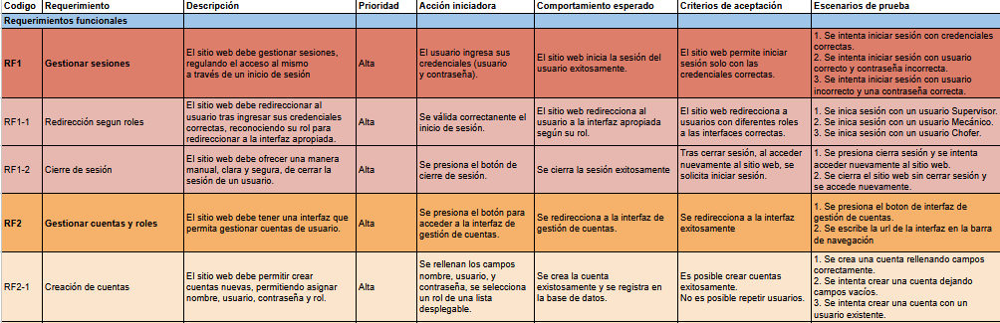 Codigo Requerimiento Descripción Prioridad Acción iniciadora Comportamiento esperado Criterios de aceptación Escenarios de prueba
Requerimientos funcionales
RF1
Gestionar sesiones
El sitio web debe gestionar sesiones,
regulando el acceso al mismo
a través de un inicio de sesión
Alta
El usuario ingresa sus
credenciales (usuario
y contraseña).
El sitio web inicia la sesión del
usuario exitosamente.
El sitio web permite iniciar
sesión solo con las
credenciales correctas.
1. Se intenta iniciar sesión con credenciales
correctas.
2. Se intenta iniciar sesión con usuario
correcto y contraseña incorrecta.
3. Se intenta iniciar sesión con usuario
incorrecto y una contraseña correcta.
RF1-1
Redirección segun roles
El sitio web debe redireccionar al
usuario tras ingresar sus credenciales
correctas, reconociendo su rol para
redireccionar a la interfaz apropiada.
Alta
Se válida correctanente el
inicio de sesión.
El sitio web redirecciona al
usuario a la interfaz apropiada
según su rol.
El sitio web redirecciona a
usuarios con diferentes roles
a las interfaces correctas.
1. Se inica sesión con un usuario Supervisor.
2. Se inica sesión con un usuario Mecánico.
3. Se inica sesión con un usuario Chofer.
RF1-2
Cierre de sesión
El sitio web debe ofrecer una manera
manual, clara y segura, de cerrar la
sesión de un usuario.
Alta
Se presiona el botón de
cierre de sesión.
Se cierra la sesión exitosamente
Tras cerrar sesión, al acceder
nuevamente al sitio web, se
solicita iniciar sesión.
1. Se presiona cierra sesión y se intenta
acceder nuevamente al sitio web.
2. Se cierra el sitio web sin cerrar sesión y
se accede nuevamente.
RF2
Gestionar cuentas y roles
El sitio web debe tener una interfaz que
permita gestionar cuentas de usuario.
Alta
Se presiona el botón para
acceder a la interfaz de
gestión de cuentas.
Se redirecciona a la interfaz de
gestión de cuentas.
Se redirecciona a la interfaz
exitosamente
1. Se presiona el boton de interfaz de
gestión de cuentas.
2. Se escribe la url de la interfaz en la barra
de navegación
RF2-1
Creación de cuentas
El sitio web debe permitir crear
cuentas nuevas, permitiendo asignar
nombre, usuario, contraseña y rol.
Alta
Se rellenan los campos
nombre, usuario, y
contraseña, se selecciona
un rol de una lista
desplegable.
Se crea la cuenta
existosamente y se registra en
la base de datos.
Es posible crear cuentas
exitosamente.
No es posible repetir usuarios.
1. Se crea una cuenta rellenando campos
correctamente.
2. Se intenta crear una cuenta dejando
campos vacíos.
3. Se intenta crear una cuenta con un
usuario existente.